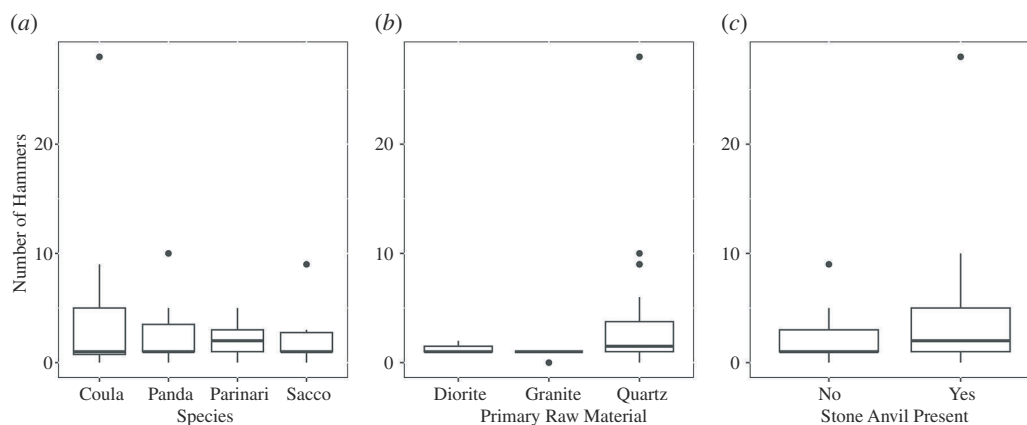 (a)
(b)
(c)
Number of Hammers
20
10
0
Coula Panda Parinari Sacco
Species
20
10
0
Diorite Granite Quartz
Primary Raw Material
20
10
0
No Yes
Stone Anvil Present